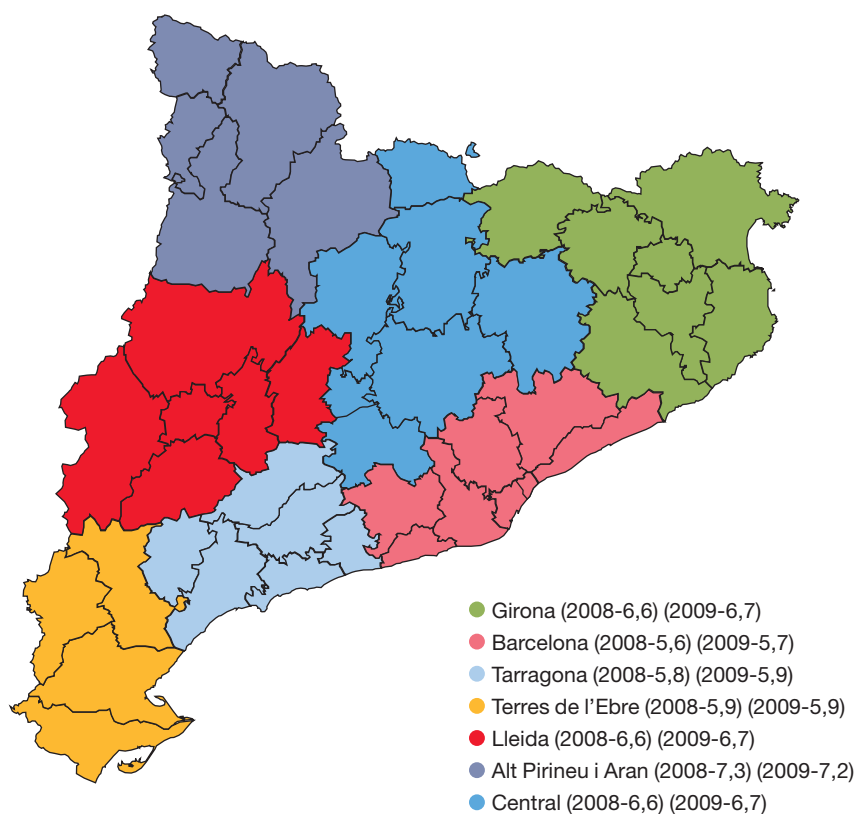 Girona (2008-6,6) (2009-6,7)
Barcelona (2008-5,6) (2009-5,7)
Tarragona (2008-5,8) (2009-5,9)
Terres de l’Ebre (2008-5,9) (2009-5,9)
Lleida (2008-6,6) (2009-6,7)
Alt Pirineu i Aran (2008-7,3) (2009-7,2)
Central (2008-6,6) (2009-6,7)